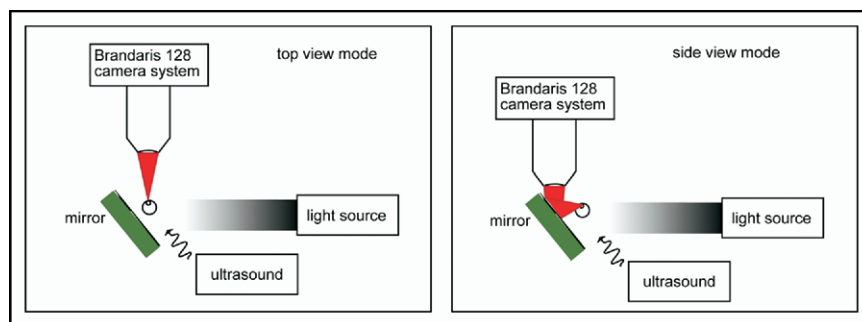 Brandaris 128
camera system
top view mode
mirror
light source
ultrasound
Brandaris 128
camera system
side view mode
mirror
light source
ultrasound